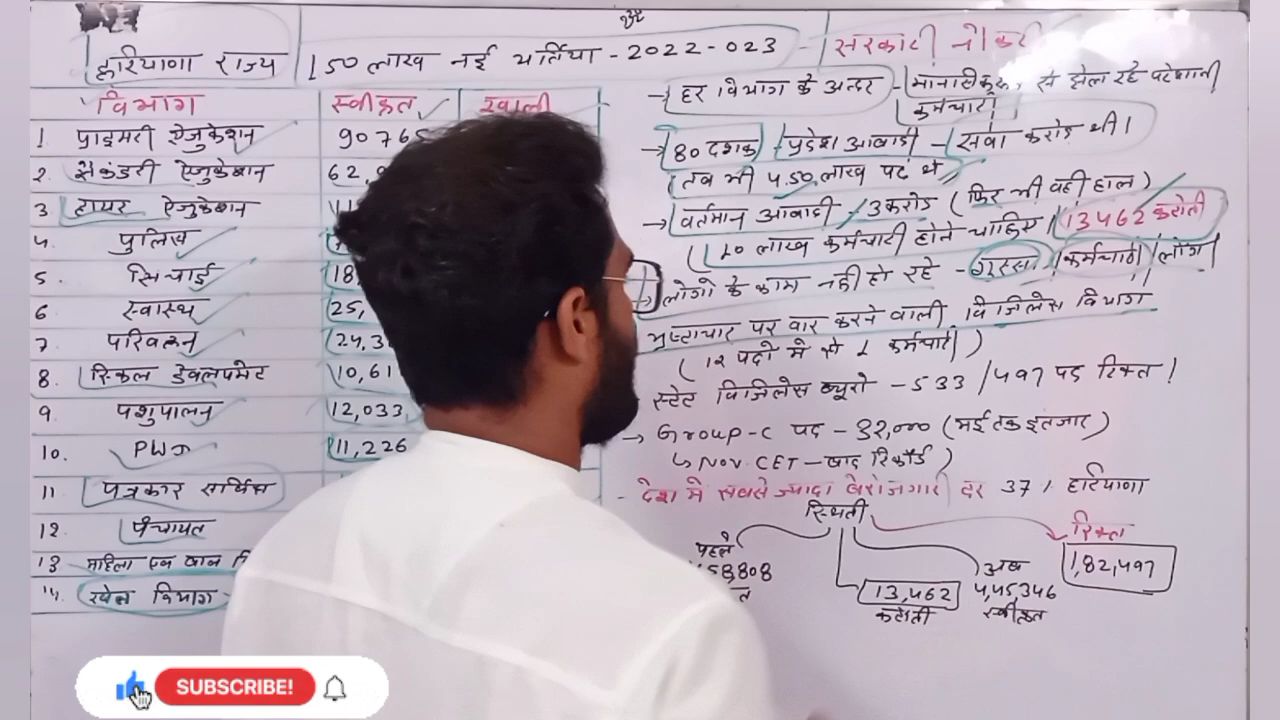 हरियाणा राज्य
1.50 लाख नई भर्तिया - 2022-023 - सरकारी नौकरी
विभाग स्वीकृत खाली
1. प्राइमरी ऐजुकेशन 9076
2. सैकंडरी ऐजुकेशन 62,
3 हायर ऐजुकेशन
4. पुलिस
5. सिचाई 18
6 स्वास्थ 25,
7 परिवहन 24,3
8. स्किल डेवलपमेंट 10,61
9. पशुपालन 12,033
10. PWD 11,226
11 पत्रकार सर्विस
12. पंचायत
13 महिला एव बाल
14. खेल विभाग
→ हर विभाग के अन्दर - मानसिक रूप से झेल रहे परेशानी
कर्मचारी
→ 80 दशक - प्रदेश आबादी - सवा करोड़ थी।
(तब भी 4.50 लाख पद थे)
→ वर्तमान आबादी - 3 करोड़ (फिर भी वही हाल)
(10 लाख कर्मचारी होने चाहिए) 13462 कटोती
→ लोगो के काम नही हो रहे - गुस्सा कर्मचारी लोग
भ्रष्टाचार पर वार करने वाली विजिलेंस विभाग
(12 पदो मे से 1 कर्मचारी)
स्टेट विजिलेंस ब्यूरो - 533 / 497 पद रिक्त।
→ Group-C पद - 32,000 (मई तक इंतजार)
↳ Nov. CET - बाद रिकॉर्ड)
- देश मे सबसे ज्यादा बेरोजगारी दर 37% हरियाणा
स्थिती
पहले
58,808
13,462
कटोती
अब
4,45,346
स्वीकृत
रिक्त
1,82,497
SUBSCRIBE!